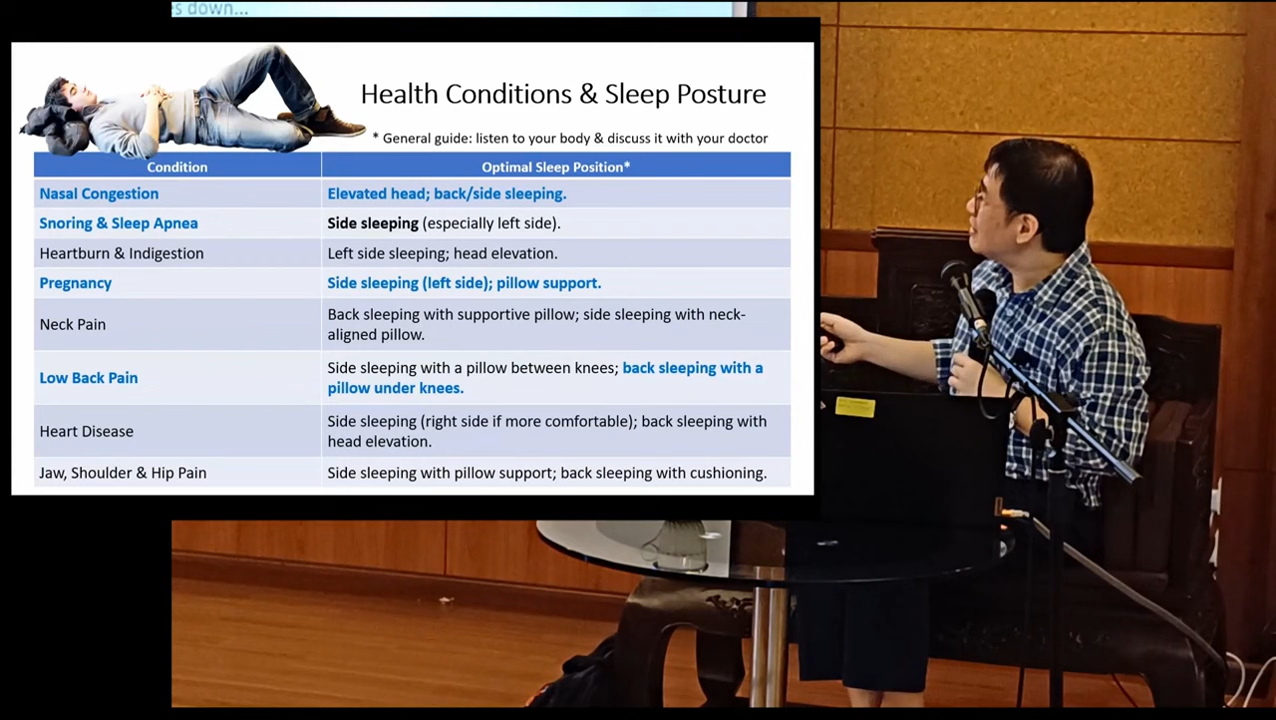 s down...
Health Conditions & Sleep Posture
* General guide: listen to your body & discuss it with your doctor
Condition
Optimal Sleep Position*
Nasal Congestion
Elevated head; back/side sleeping.
Snoring & Sleep Apnea
Side sleeping (especially left side).
Heartburn & Indigestion
Left side sleeping; head elevation.
Pregnancy
Side sleeping (left side); pillow support.
Neck Pain
Back sleeping with supportive pillow; side sleeping with neck-
aligned pillow.
Low Back Pain
Side sleeping with a pillow between knees; back sleeping with a
pillow under knees.
Heart Disease
Side sleeping (right side if more comfortable); back sleeping with
head elevation.
Jaw, Shoulder & Hip Pain
Side sleeping with pillow support; back sleeping with cushioning.